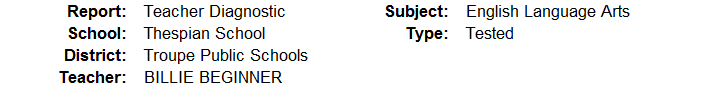 Report: Teacher Diagnostic Subject: English Language Arts
School: Thespian School Type: Tested
District: Troupe Public Schools
Teacher: BILLIE BEGINNER